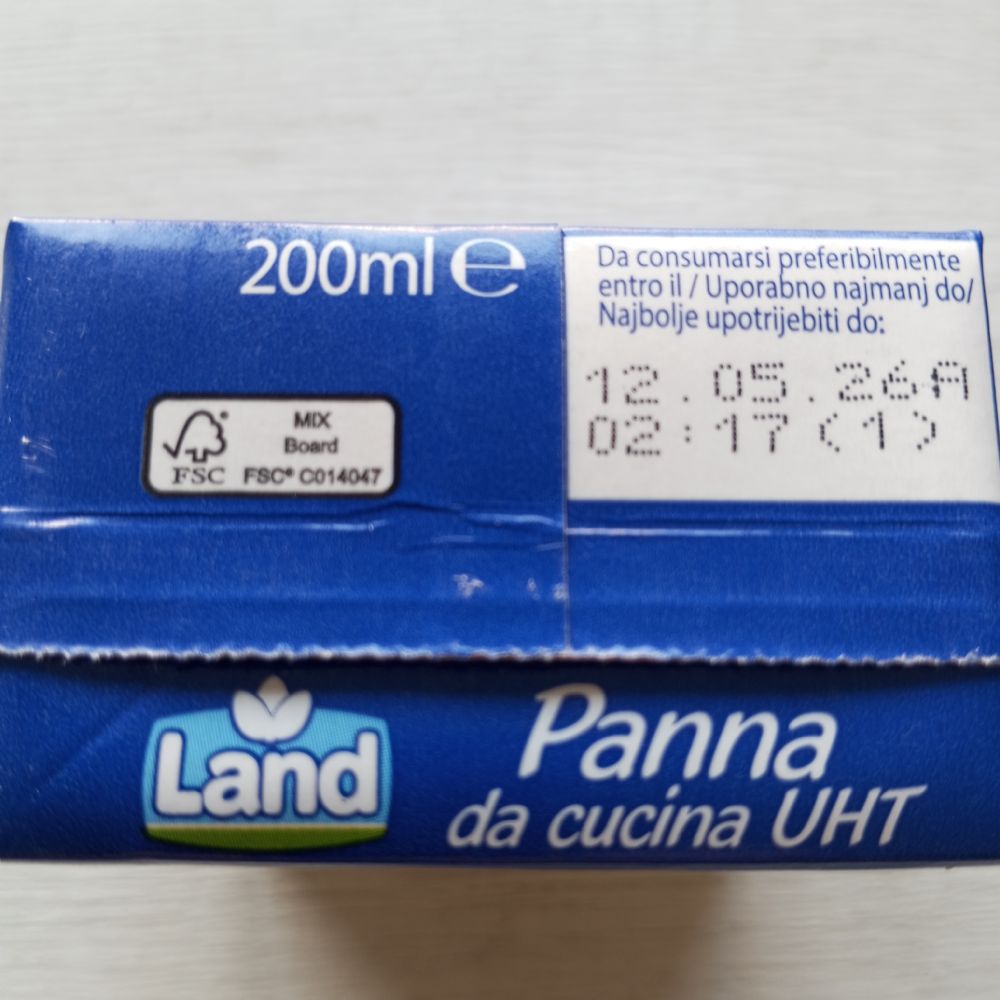 200ml ℮
Da consumarsi preferibilmente
entro il / Uporabno najmanj do/
Najbolje upotrijebiti do:
12.05.26A
02:17(1)
MIX
Board
FSC
FSC® C014047
Land
Panna
da cucina UHT